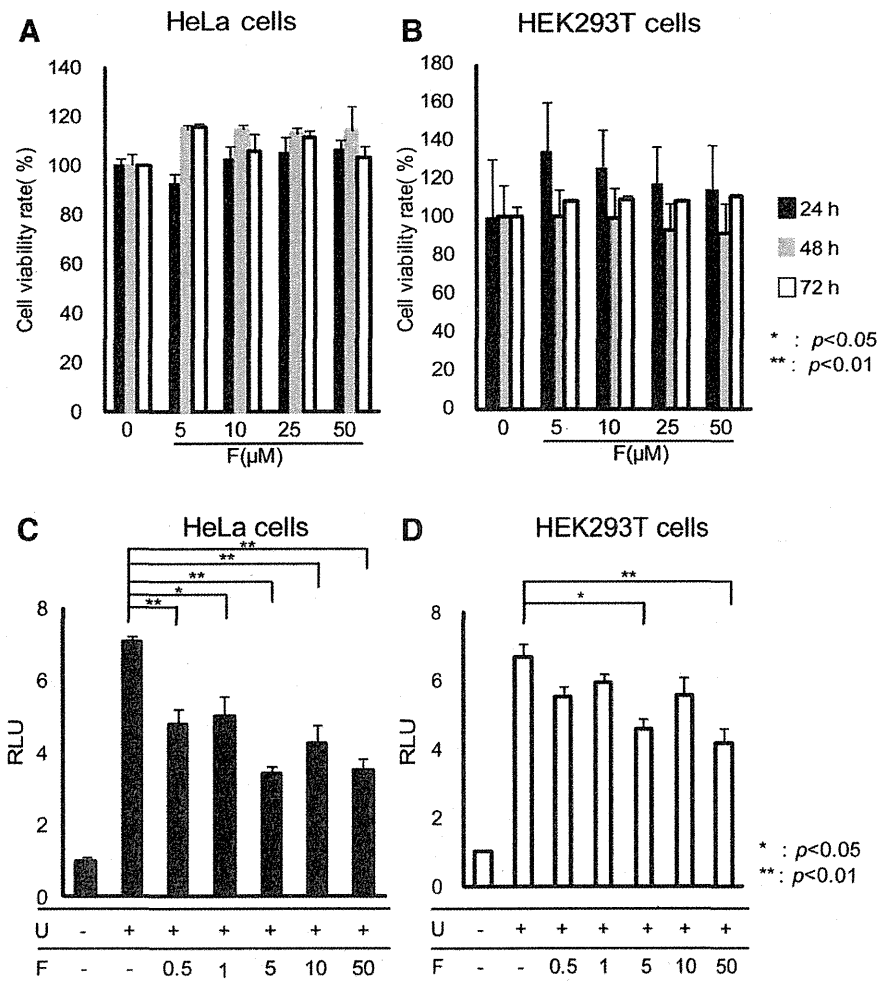 A
HeLa cells
Cell viability rate( %)
140
120
100
80
60
40
20
0
0 5 10 25 50
F(µM)
B
HEK293T cells
Cell viability rate( %)
180
160
140
120
100
80
60
40
20
0
0 5 10 25 50
F(µM)
24 h
48 h
72 h
* : p<0.05
** : p<0.01
C
HeLa cells
**
**
**
*
**
RLU
8
6
4
2
0
U - + + + + + +
F - - 0.5 1 5 10 50
D
HEK293T cells
**
*
RLU
8
6
4
2
0
U - + + + + + +
F - - 0.5 1 5 10 50
* : p<0.05
** : p<0.01